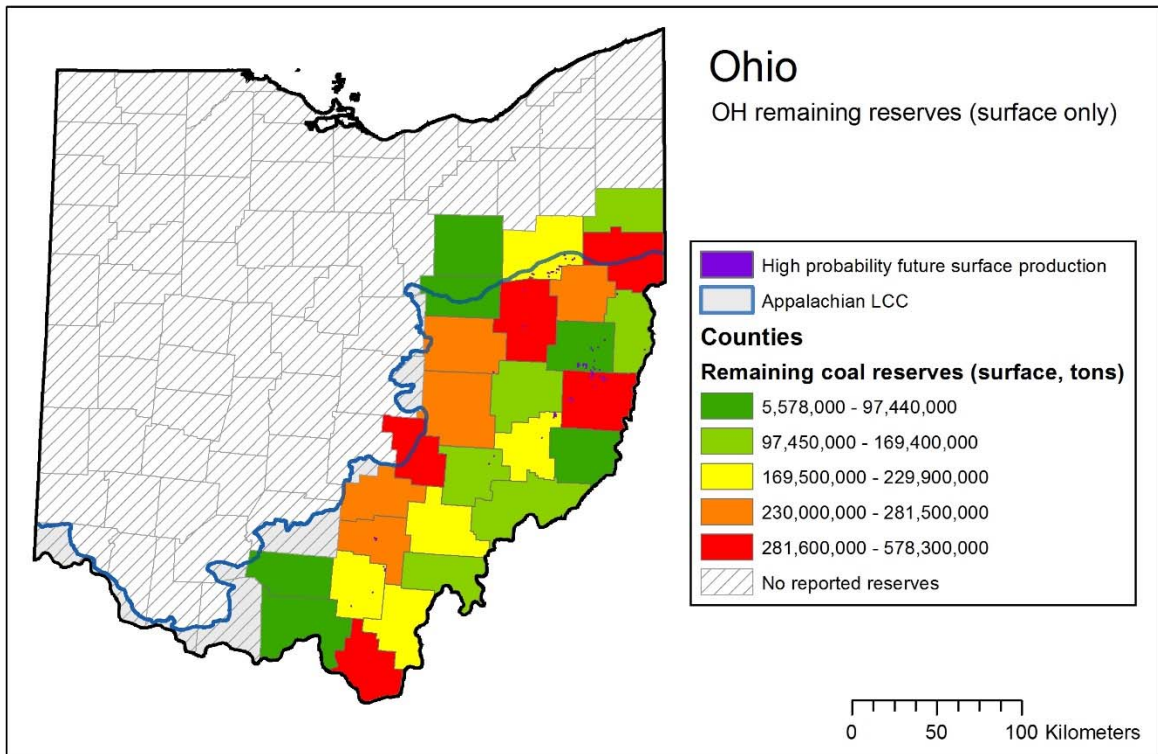 Ohio
OH remaining reserves (surface only)
High probability future surface production
Appalachian LCC
Counties
Remaining coal reserves (surface, tons)
5,578,000 - 97,440,000
97,450,000 - 169,400,000
169,500,000 - 229,900,000
230,000,000 - 281,500,000
281,600,000 - 578,300,000
No reported reserves
0 50 100 Kilometers